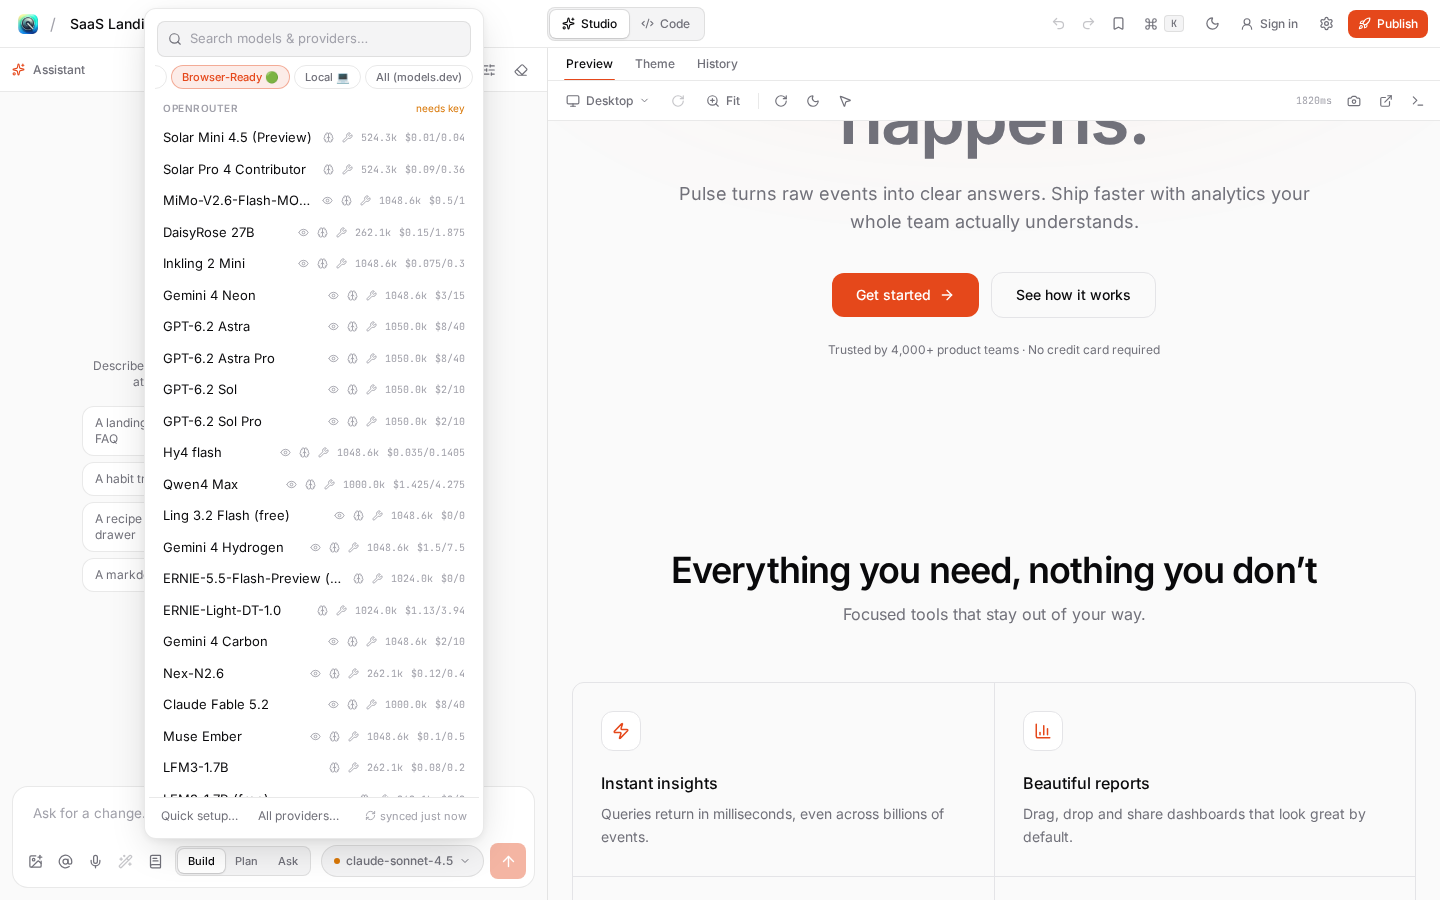 / SaaS Landi
Studio
Code
K
Sign in
Publish
Assistant
Search models & providers...
Browser-Ready 🟢
Local 💻
All (models.dev)
OPENROUTER
needs key
Solar Mini 4.5 (Preview) 524.3k $0.01/0.04
Solar Pro 4 Contributor 524.3k $0.09/0.36
MiMo-V2.6-Flash-MO... 1048.6k $0.5/1
DaisyRose 27B 262.1k $0.15/1.875
Inkling 2 Mini 1048.6k $0.075/0.3
Gemini 4 Neon 1048.6k $3/15
GPT-6.2 Astra 1050.0k $8/40
GPT-6.2 Astra Pro 1050.0k $8/40
GPT-6.2 Sol 1050.0k $2/10
GPT-6.2 Sol Pro 1050.0k $2/10
Hy4 flash 1048.6k $0.035/0.1405
Qwen4 Max 1000.0k $1.425/4.275
Ling 3.2 Flash (free) 1048.6k $0/0
Gemini 4 Hydrogen 1048.6k $1.5/7.5
ERNIE-5.5-Flash-Preview (... 1024.0k $0/0
ERNIE-Light-DT-1.0 1024.0k $1.13/3.94
Gemini 4 Carbon 1048.6k $2/10
Nex-N2.6 262.1k $0.12/0.4
Claude Fable 5.2 1000.0k $8/40
Muse Ember 1048.6k $0.1/0.5
LFM3-1.7B 262.1k $0.08/0.2
Quick setup...
All providers...
synced just now
Describe
at
A landing
FAQ
A habit tr
A recipe
drawer
A markd
Ask for a change.
Build
Plan
Ask
claude-sonnet-4.5
Preview
Theme
History
Desktop
Fit
1820ms
happens.
Pulse turns raw events into clear answers. Ship faster with analytics your
whole team actually understands.
Get started
See how it works
Trusted by 4,000+ product teams · No credit card required
Everything you need, nothing you don’t
Focused tools that stay out of your way.
Instant insights
Queries return in milliseconds, even across billions of
events.
Beautiful reports
Drag, drop and share dashboards that look great by
default.